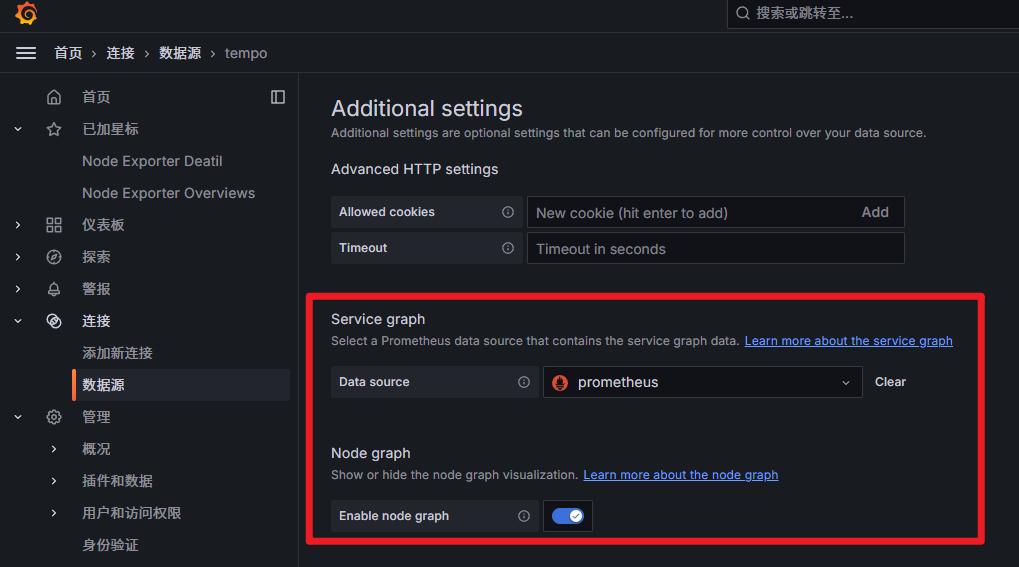 搜索或跳转至...
首页 › 连接 › 数据源 › tempo
首页
已加星标
Node Exporter Deatil
Node Exporter Overviews
仪表板
探索
警报
连接
添加新连接
数据源
管理
概况
插件和数据
用户和访问权限
身份验证
Additional settings
Additional settings are optional settings that can be configured for more control over your data source.
Advanced HTTP settings
Allowed cookies New cookie (hit enter to add) Add
Timeout Timeout in seconds
Service graph
Select a Prometheus data source that contains the service graph data. Learn more about the service graph
Data source prometheus Clear
Node graph
Show or hide the node graph visualization. Learn more about the node graph
Enable node graph